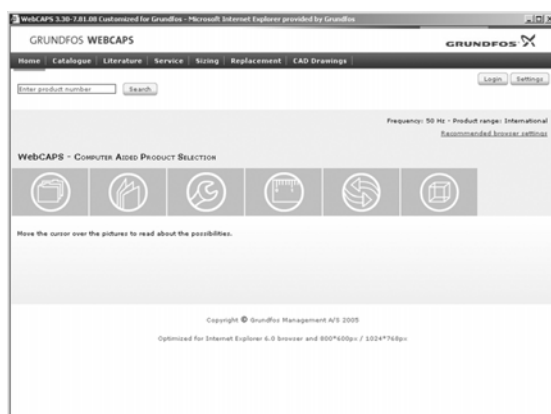 WebCAPS 3.30-7.01.08 Customized for Grundfos - Microsoft Internet Explorer provided by Grundfos
GRUNDFOS WEBCAPS
GRUNDFOS
Home Catalogue Literature Service Sizing Replacement CAD Drawings
Login Settings
Enter product number Search
Frequency: 50 Hz - Product range: International
Recommended browser settings
WebCAPS - Computer Aided Product Selection
Move the cursor over the pictures to read about the possibilities.
Copyright © Grundfos Management A/S 2005
Optimized for Internet Explorer 6.0 browser and 800*600px / 1024*768px